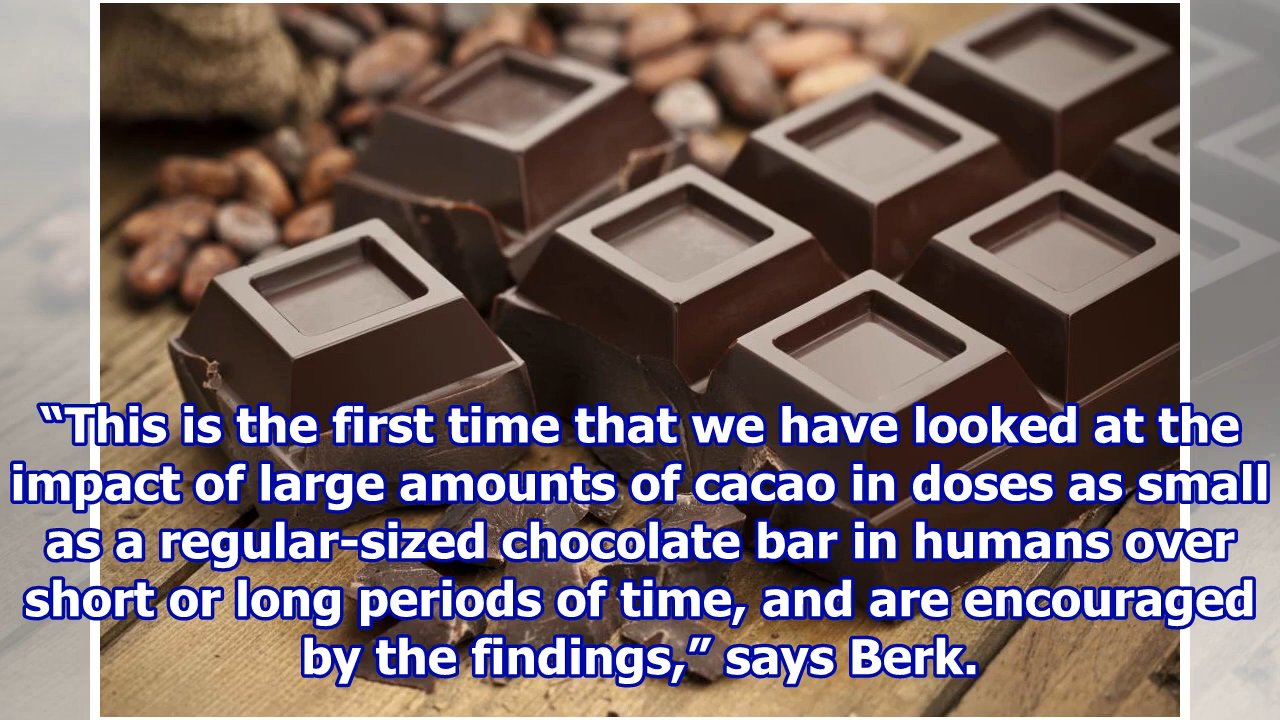 “This is the first time that we have looked at the
impact of large amounts of cacao in doses as small
as a regular-sized chocolate bar in humans over
short or long periods of time, and are encouraged
by the findings,” says Berk.